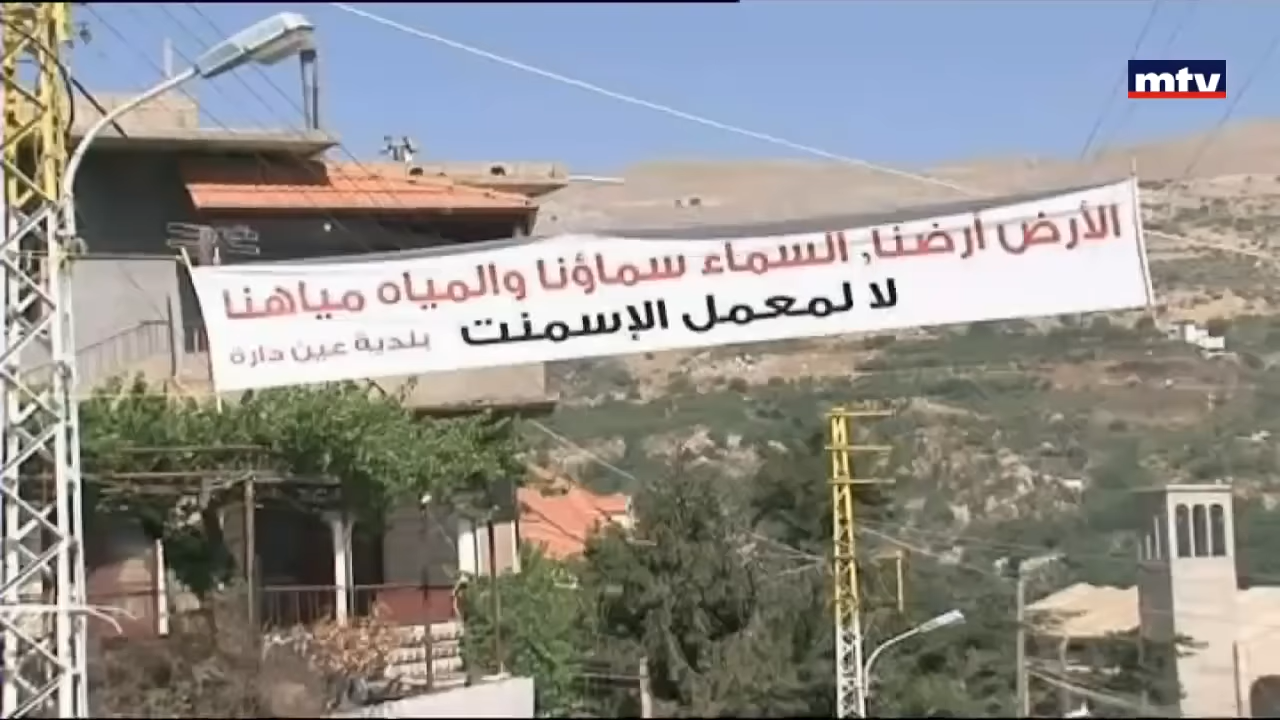 mtv
الأرض أرضنا, السماء سماؤنا والمياه مياهنا
لا لمعمل الإسمنت
بلدية عين دارة